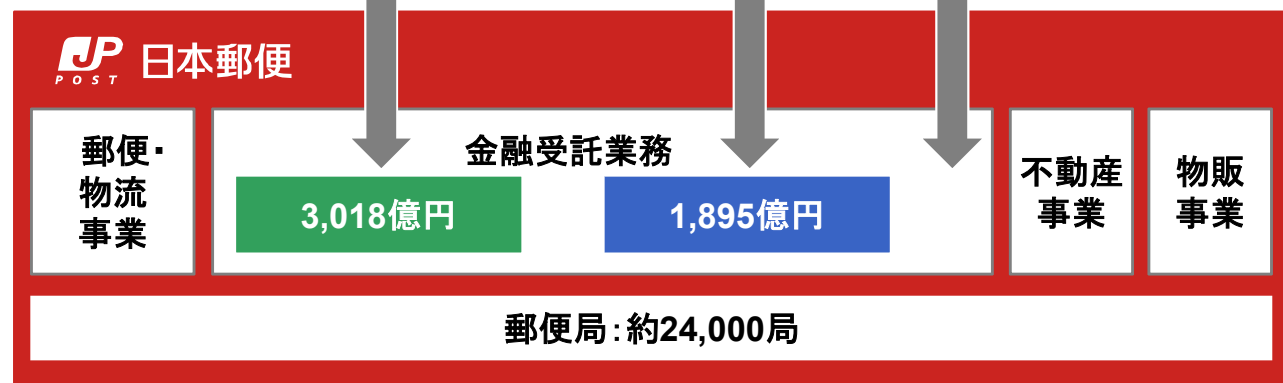 JP
POST
日本郵便
郵便・
物流
事業
金融受託業務
3,018億円
1,895億円
不動産
事業
物販
事業
郵便局:約24,000局